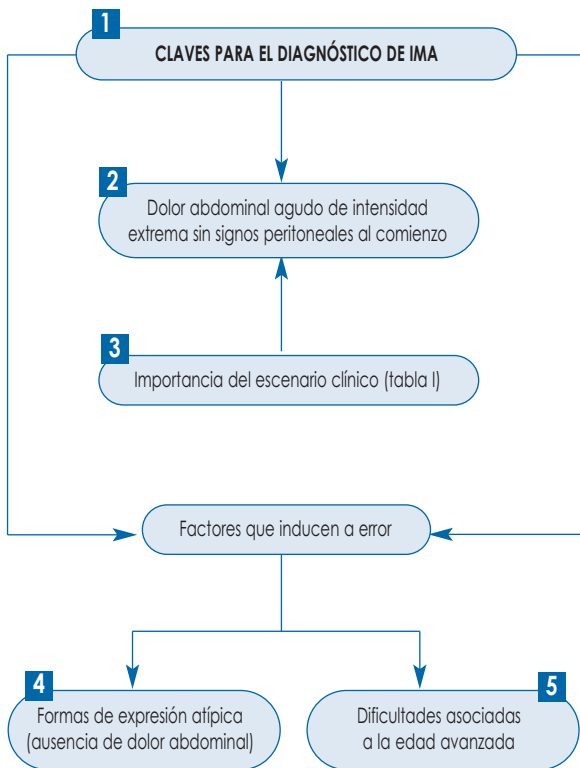 1
CLAVES PARA EL DIAGNÓSTICO DE IMA
2
Dolor abdominal agudo de intensidad
extrema sin signos peritoneales al comienzo
3
Importancia del escenario clínico (tabla I)
Factores que inducen a error
4
Formas de expresión atípica
(ausencia de dolor abdominal)
5
Dificultades asociadas
a la edad avanzada